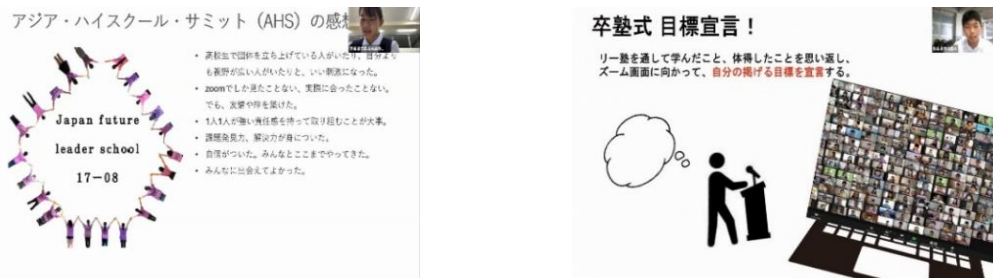 アジア・ハイスクール・サミット（AHS）の感想
Japan future
leader school
17－08
• 高校生で団体を立ち上げている人がいたり、自分より
も視野が広い人がいたりと、いい刺激になった。
• zoomでしか見たことない、実際に会ったことない。
でも、友情や絆を築けた。
• 1人1人が強い責任感を持って取り組むことが大事。
• 課題発見力、解決力が身についた。
• 自信がついた。みんなとここまでやってきた。
• みんなに出会えてよかった。
卒塾式 目標宣言！
リー塾を通して学んだこと、体得したことを思い返し、
ズーム画面に向かって、自分の掲げる目標を宣言する。